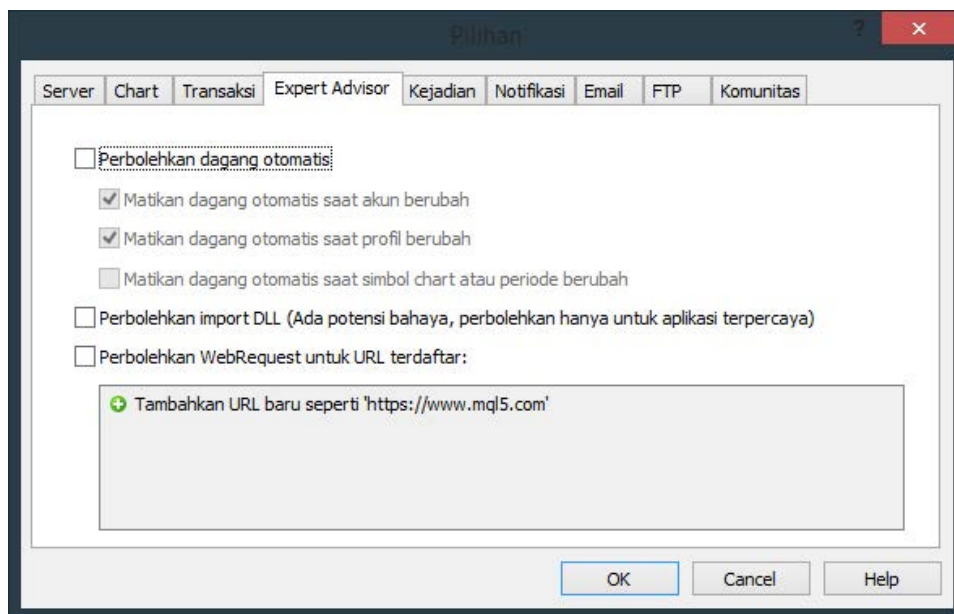 Pilihan
?
Server Chart Transaksi Expert Advisor Kejadian Notifikasi Email FTP Komunitas
Perbolehkan dagang otomatis
Matikan dagang otomatis saat akun berubah
Matikan dagang otomatis saat profil berubah
Matikan dagang otomatis saat simbol chart atau periode berubah
Perbolehkan import DLL (Ada potensi bahaya, perbolehkan hanya untuk aplikasi terpercaya)
Perbolehkan WebRequest untuk URL terdaftar:
Tambahkan URL baru seperti 'https://www.mql5.com'
OK Cancel Help